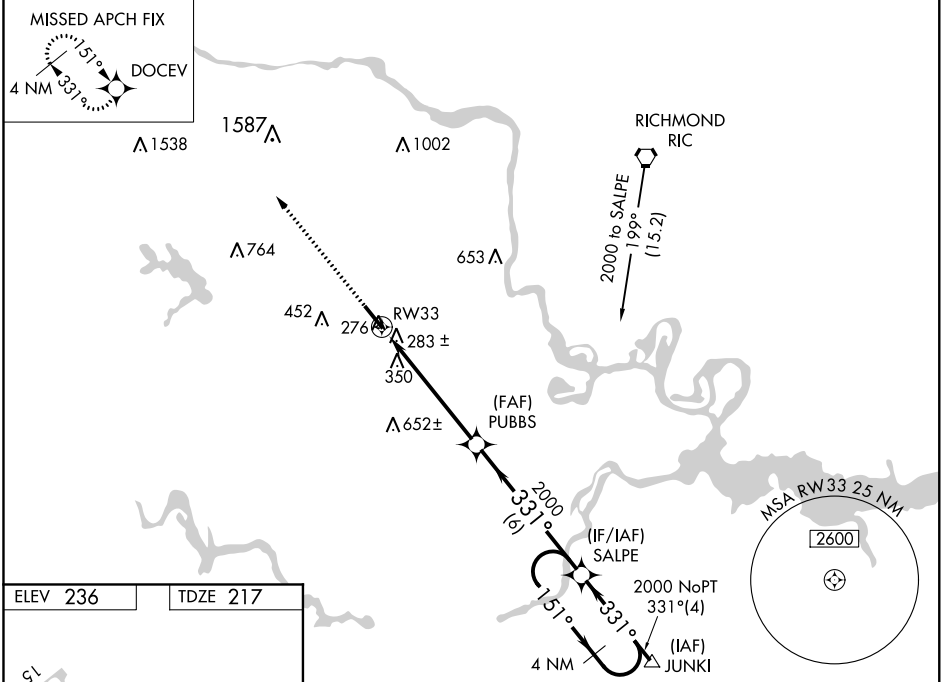 MISSED APCH FIX
151°
DOCEV
4 NM
331°
1538
1587
1002
RICHMOND
RIC
2000 to SALPE
199°
(15.2)
764
653
452
276
RW33
283 ±
350
652±
(FAF)
PUBBS
2000
331°
(6)
(IF/IAF)
SALPE
2000 NoPT
331°(4)
331°
151°
4 NM
(IAF)
JUNKI
MSA RW33 25 NM
2600
ELEV 236
TDZE 217
15